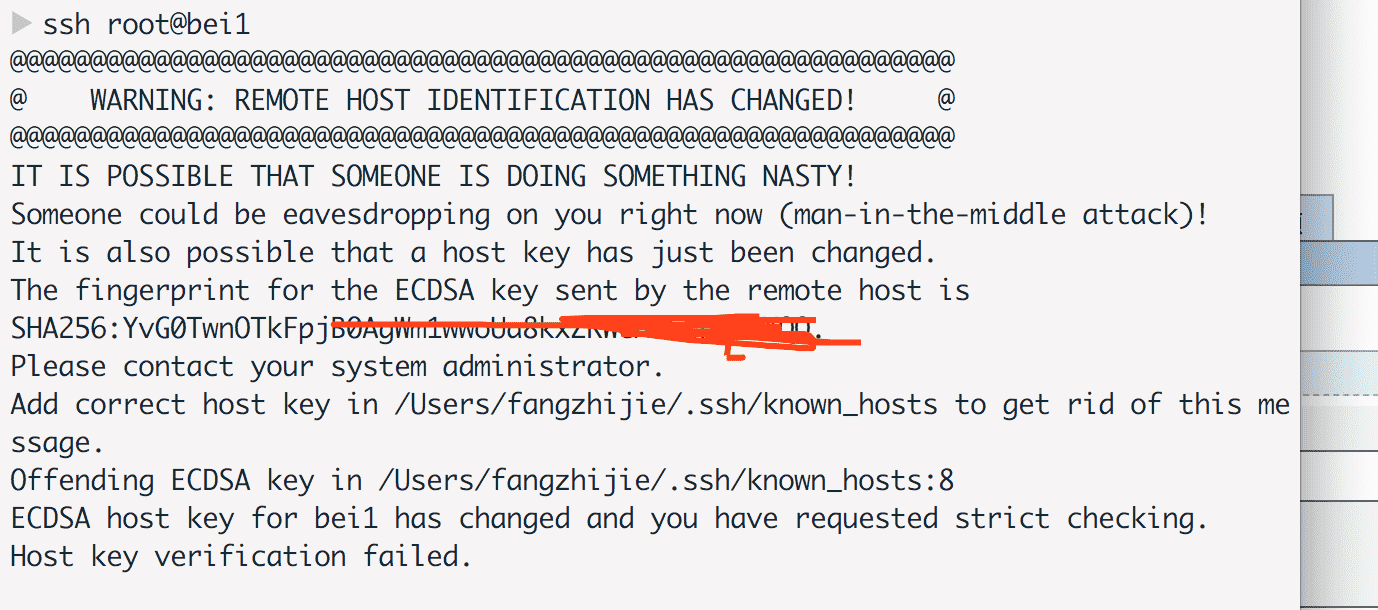 ssh root@bei1
@@@@@@@@@@@@@@@@@@@@@@@@@@@@@@@@@@@@@@@@@@@@@@@@@@@@@@@@@@@
@    WARNING: REMOTE HOST IDENTIFICATION HAS CHANGED!     @
@@@@@@@@@@@@@@@@@@@@@@@@@@@@@@@@@@@@@@@@@@@@@@@@@@@@@@@@@@@
IT IS POSSIBLE THAT SOMEONE IS DOING SOMETHING NASTY!
Someone could be eavesdropping on you right now (man-in-the-middle attack)!
It is also possible that a host key has just been changed.
The fingerprint for the ECDSA key sent by the remote host is
Please contact your system administrator.
Add correct host key in /Users/fangzhijie/.ssh/known_hosts to get rid of this me
ssage.
Offending ECDSA key in /Users/fangzhijie/.ssh/known_hosts:8
ECDSA host key for bei1 has changed and you have requested strict checking.
Host key verification failed.